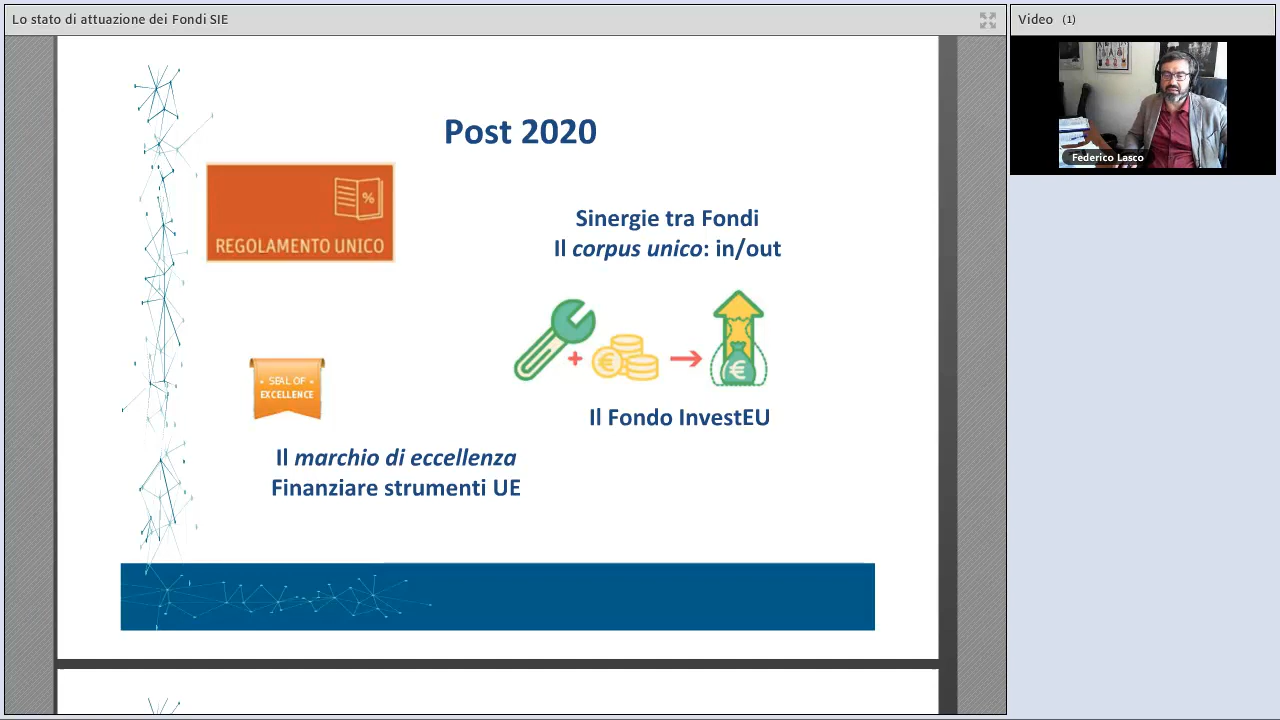 Lo stato di attuazione dei Fondi SIE
Video (1)
Federico Lasco
Post 2020
%
REGOLAMENTO UNICO
Sinergie tra Fondi
Il corpus unico: in/out
+ €
€
Il Fondo InvestEU
SEAL OF
EXCELLENCE
Il marchio di eccellenza
Finanziare strumenti UE